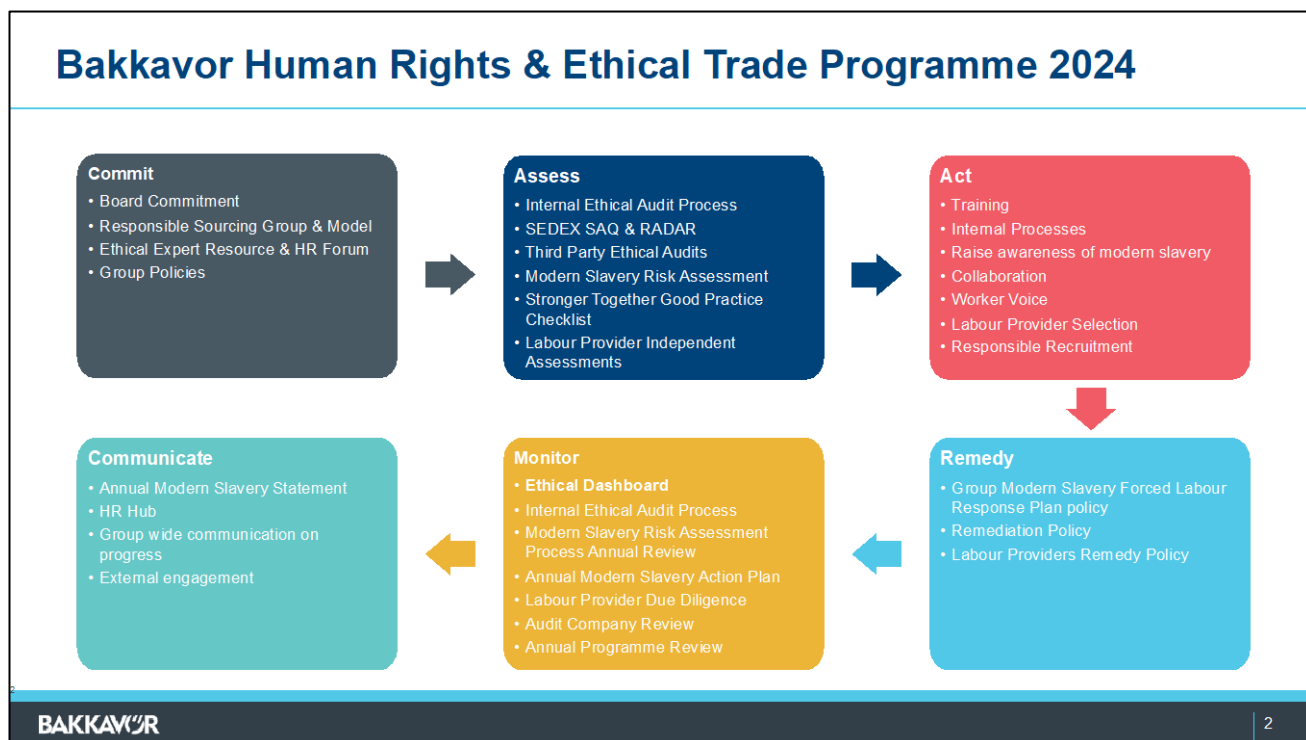 Bakkavor Human Rights & Ethical Trade Programme 2024
Commit
• Board Commitment
• Responsible Sourcing Group & Model
• Ethical Expert Resource & HR Forum
• Group Policies
Assess
• Internal Ethical Audit Process
• SEDEX SAQ & RADAR
• Third Party Ethical Audits
• Modern Slavery Risk Assessment
• Stronger Together Good Practice
Checklist
• Labour Provider Independent
Assessments
Act
• Training
• Internal Processes
• Raise awareness of modern slavery
• Collaboration
• Worker Voice
• Labour Provider Selection
• Responsible Recruitment
Remedy
• Group Modern Slavery Forced Labour
Response Plan policy
• Remediation Policy
• Labour Providers Remedy Policy
Monitor
• Ethical Dashboard
• Internal Ethical Audit Process
• Modern Slavery Risk Assessment
Process Annual Review
• Annual Modern Slavery Action Plan
• Labour Provider Due Diligence
• Audit Company Review
• Annual Programme Review
Communicate
• Annual Modern Slavery Statement
• HR Hub
• Group wide communication on
progress
• External engagement
2
BAKKAVOR
2